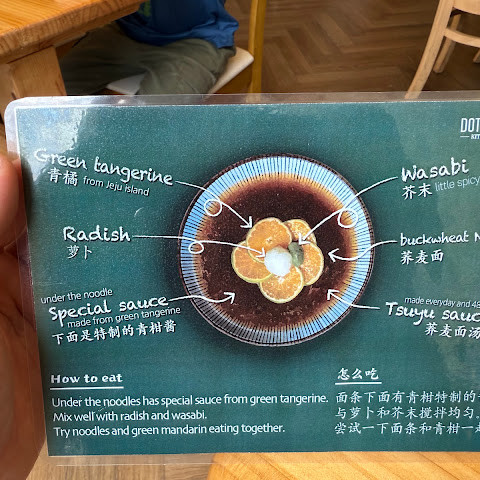 DOT
KIT
Green tangerine
青橘 from Jeju island
Wasabi
芥末 little spicy
Radish
萝卜
buckwheat N
荞麦面
under the noodle
Special sauce
made from green tangerine
下面是特制的青柑酱
made everyday and 48
Tsuyu sauc
荞麦面汤
How to eat
Under the noodles has special sauce from green tangerine.
Mix well with radish and wasabi.
Try noodles and green mandarin eating together.
怎么吃
面条下面有青柑特制的
与萝卜和芥末搅拌均匀.
尝试一下面条和青柑一